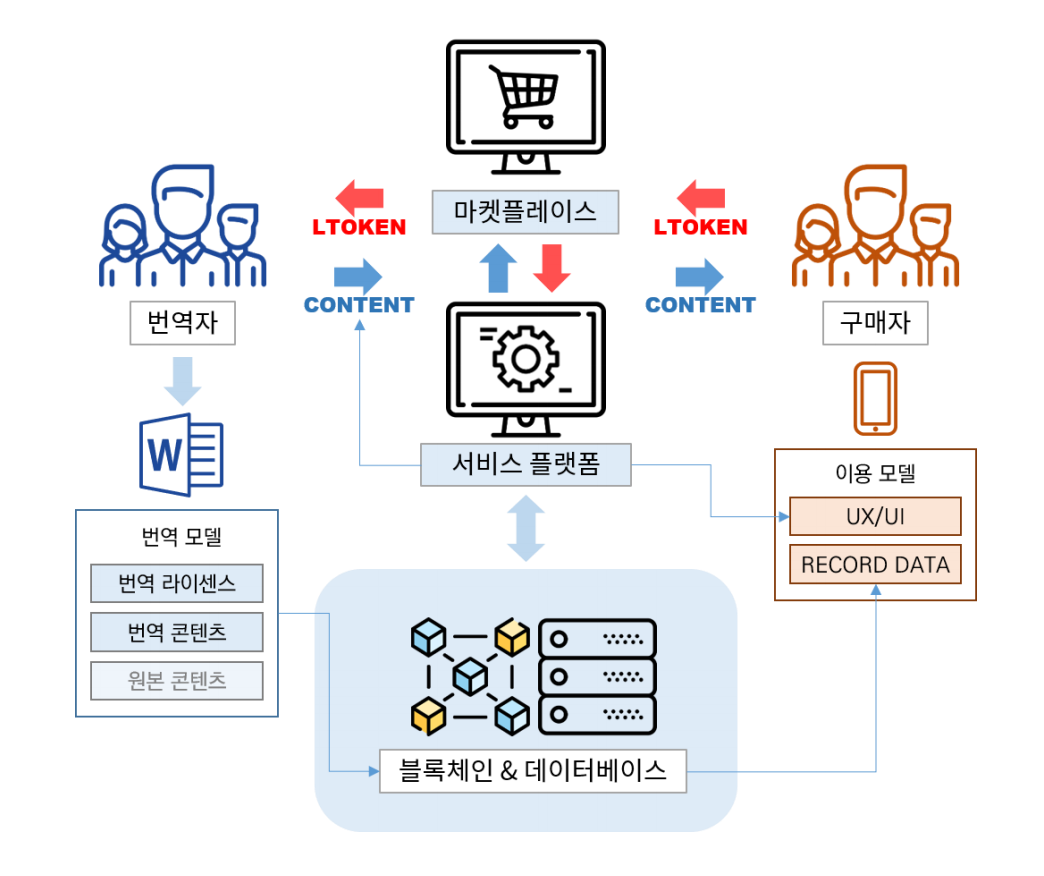 마켓플레이스
LTOKEN
LTOKEN
CONTENT
CONTENT
번역자
구매자
W
서비스 플랫폼
이용 모델
UX/UI
RECORD DATA
번역 모델
번역 라이센스
번역 콘텐츠
원본 콘텐츠
블록체인 & 데이터베이스